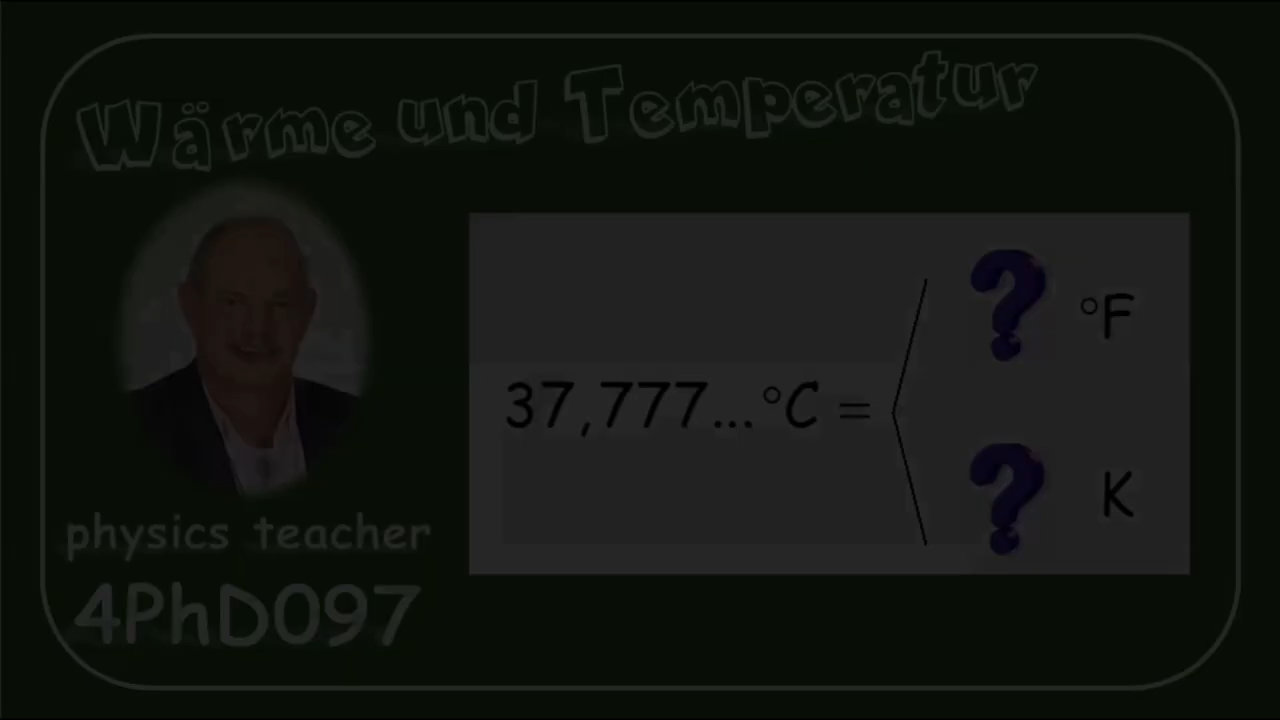 Wärme und Temperatur
? °F
37,777...°C =
? K
physics teacher
4PhD097